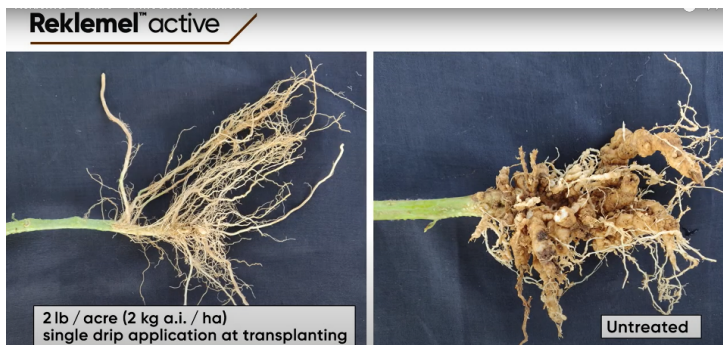 Reklemel™ active
2 lb / acre (2 kg a.i. / ha)
single drip application at transplanting
Untreated